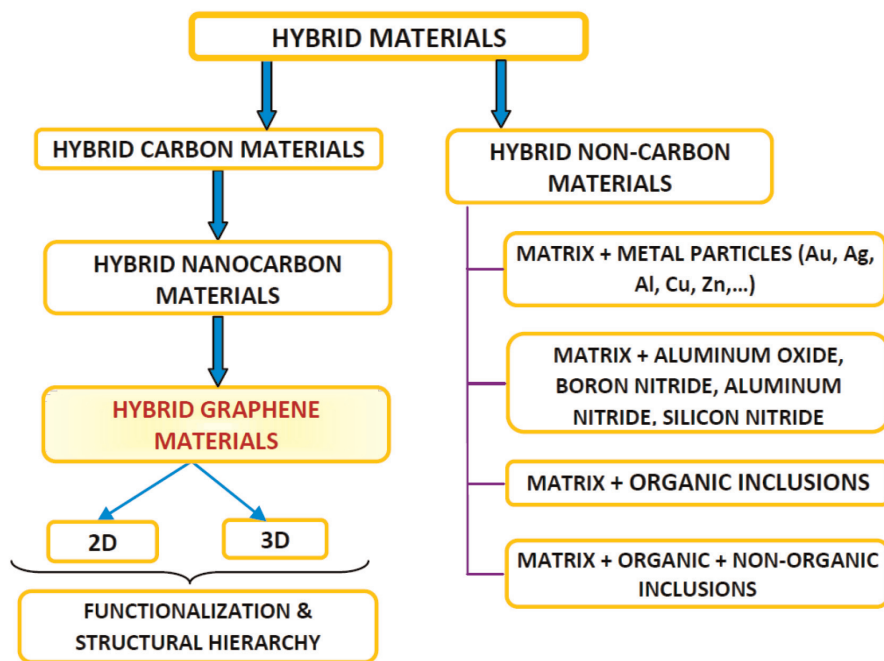 HYBRID MATERIALS
HYBRID CARBON MATERIALS
HYBRID NANOCARBON
MATERIALS
HYBRID GRAPHENE
MATERIALS
2D
3D
FUNCTIONALIZATION &
STRUCTURAL HIERARCHY
HYBRID NON-CARBON
MATERIALS
MATRIX + METAL PARTICLES (Au, Ag,
Al, Cu, Zn,...)
MATRIX + ALUMINUM OXIDE,
BORON NITRIDE, ALUMINUM
NITRIDE, SILICON NITRIDE
MATRIX + ORGANIC INCLUSIONS
MATRIX + ORGANIC + NON-ORGANIC
INCLUSIONS